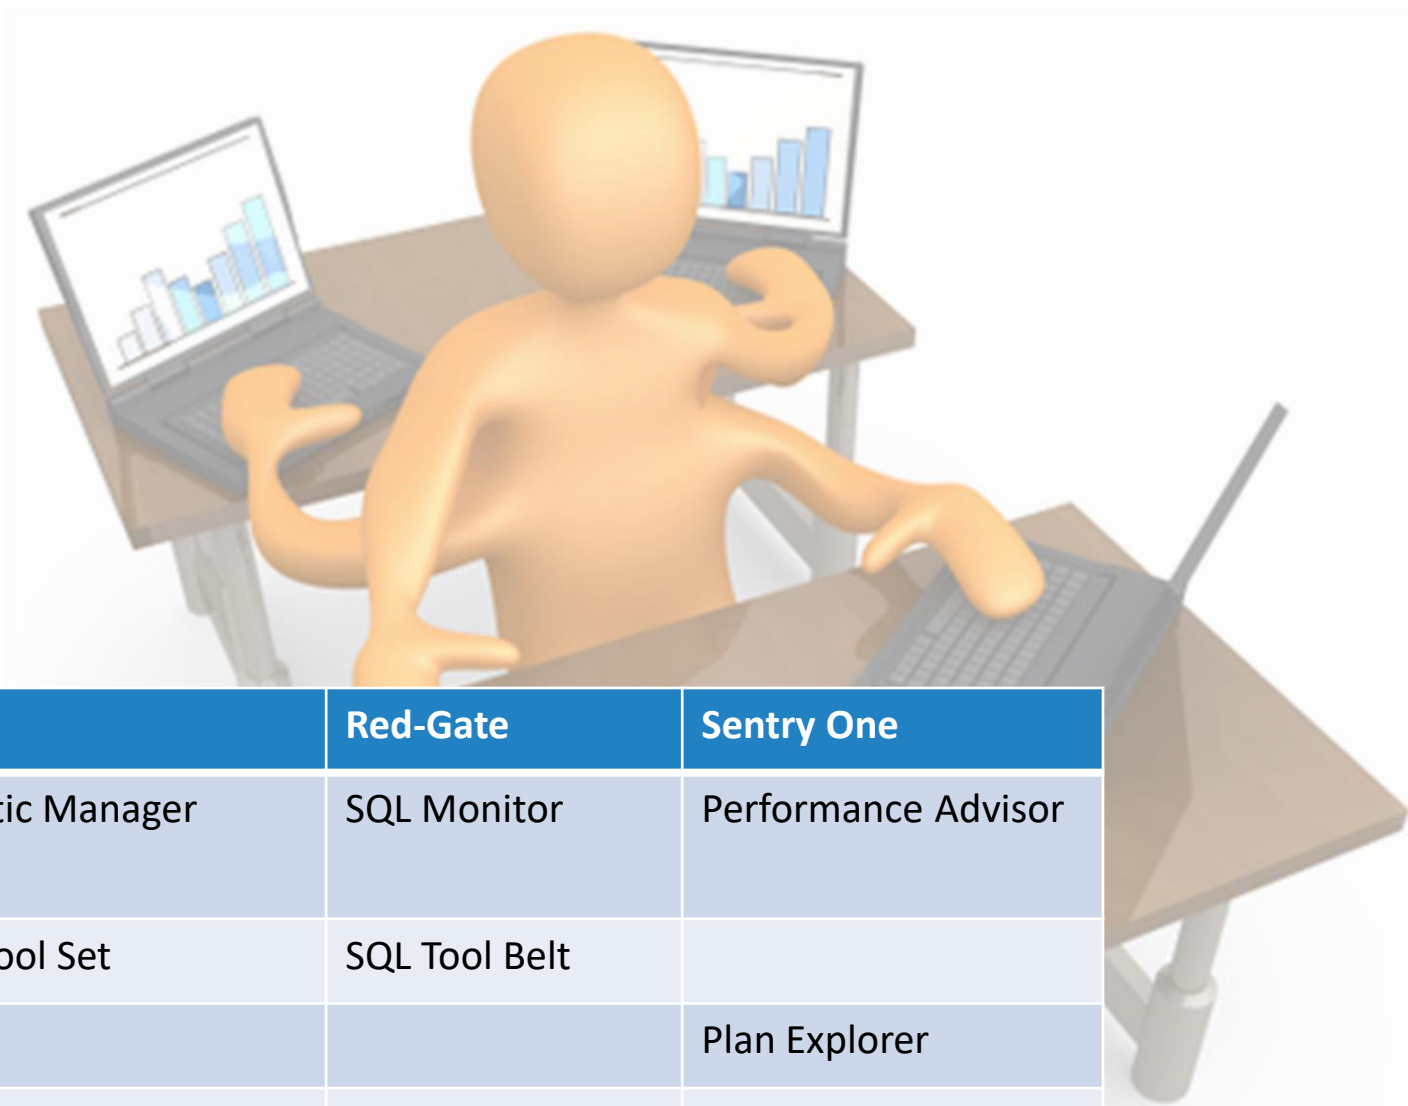 Red-Gate Sentry One
tic Manager SQL Monitor Performance Advisor
ool Set SQL Tool Belt
Plan Explorer